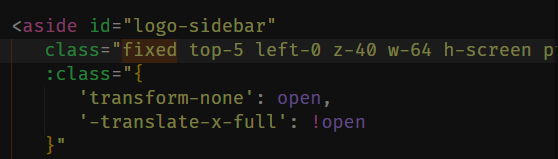 <aside id="logo-sidebar"
class="fixed top-5 left-0 z-40 w-64 h-screen
:class="{
'transform-none': open,
'-translate-x-full': !open
}"